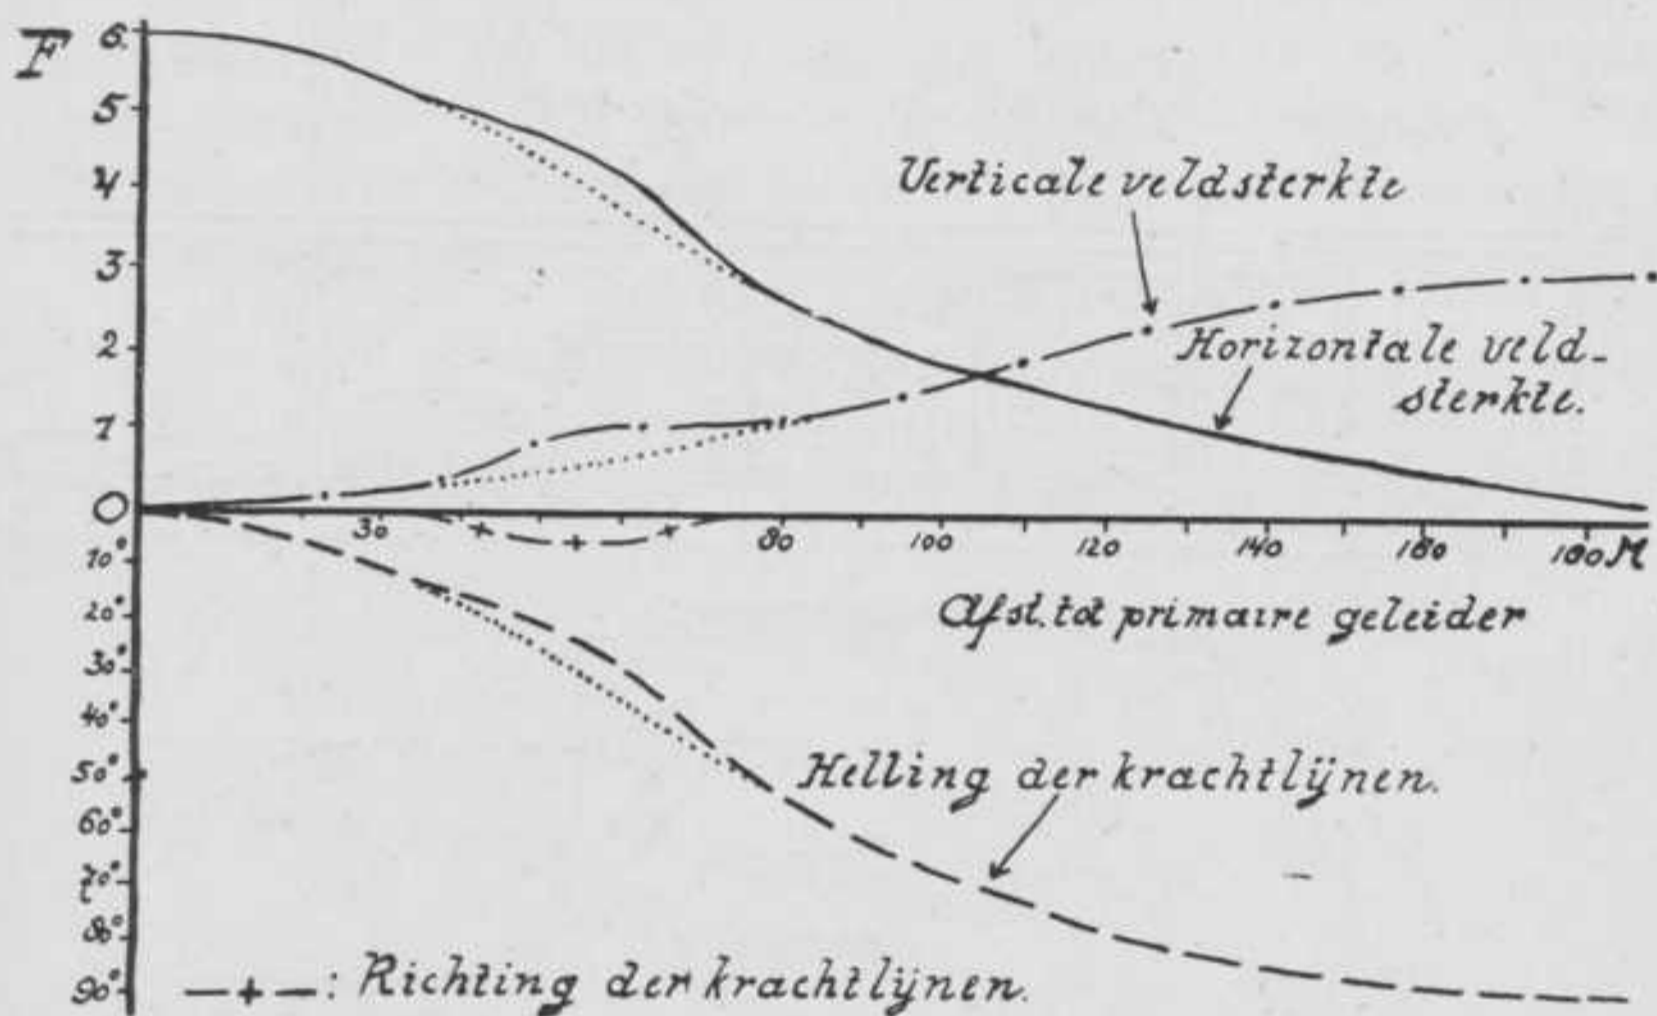 F
6
5
4
3
2
1
0
Verticale veldsterkte
Horizontale veld-
sterkte.
30 80 100 120 140 160 180 M
Afst. tot primaire geleider
10°
20°
30°
40°
50°
60°
70°
80°
90°
Helling der krachtlijnen.
—+—: Richting der krachtlijnen.